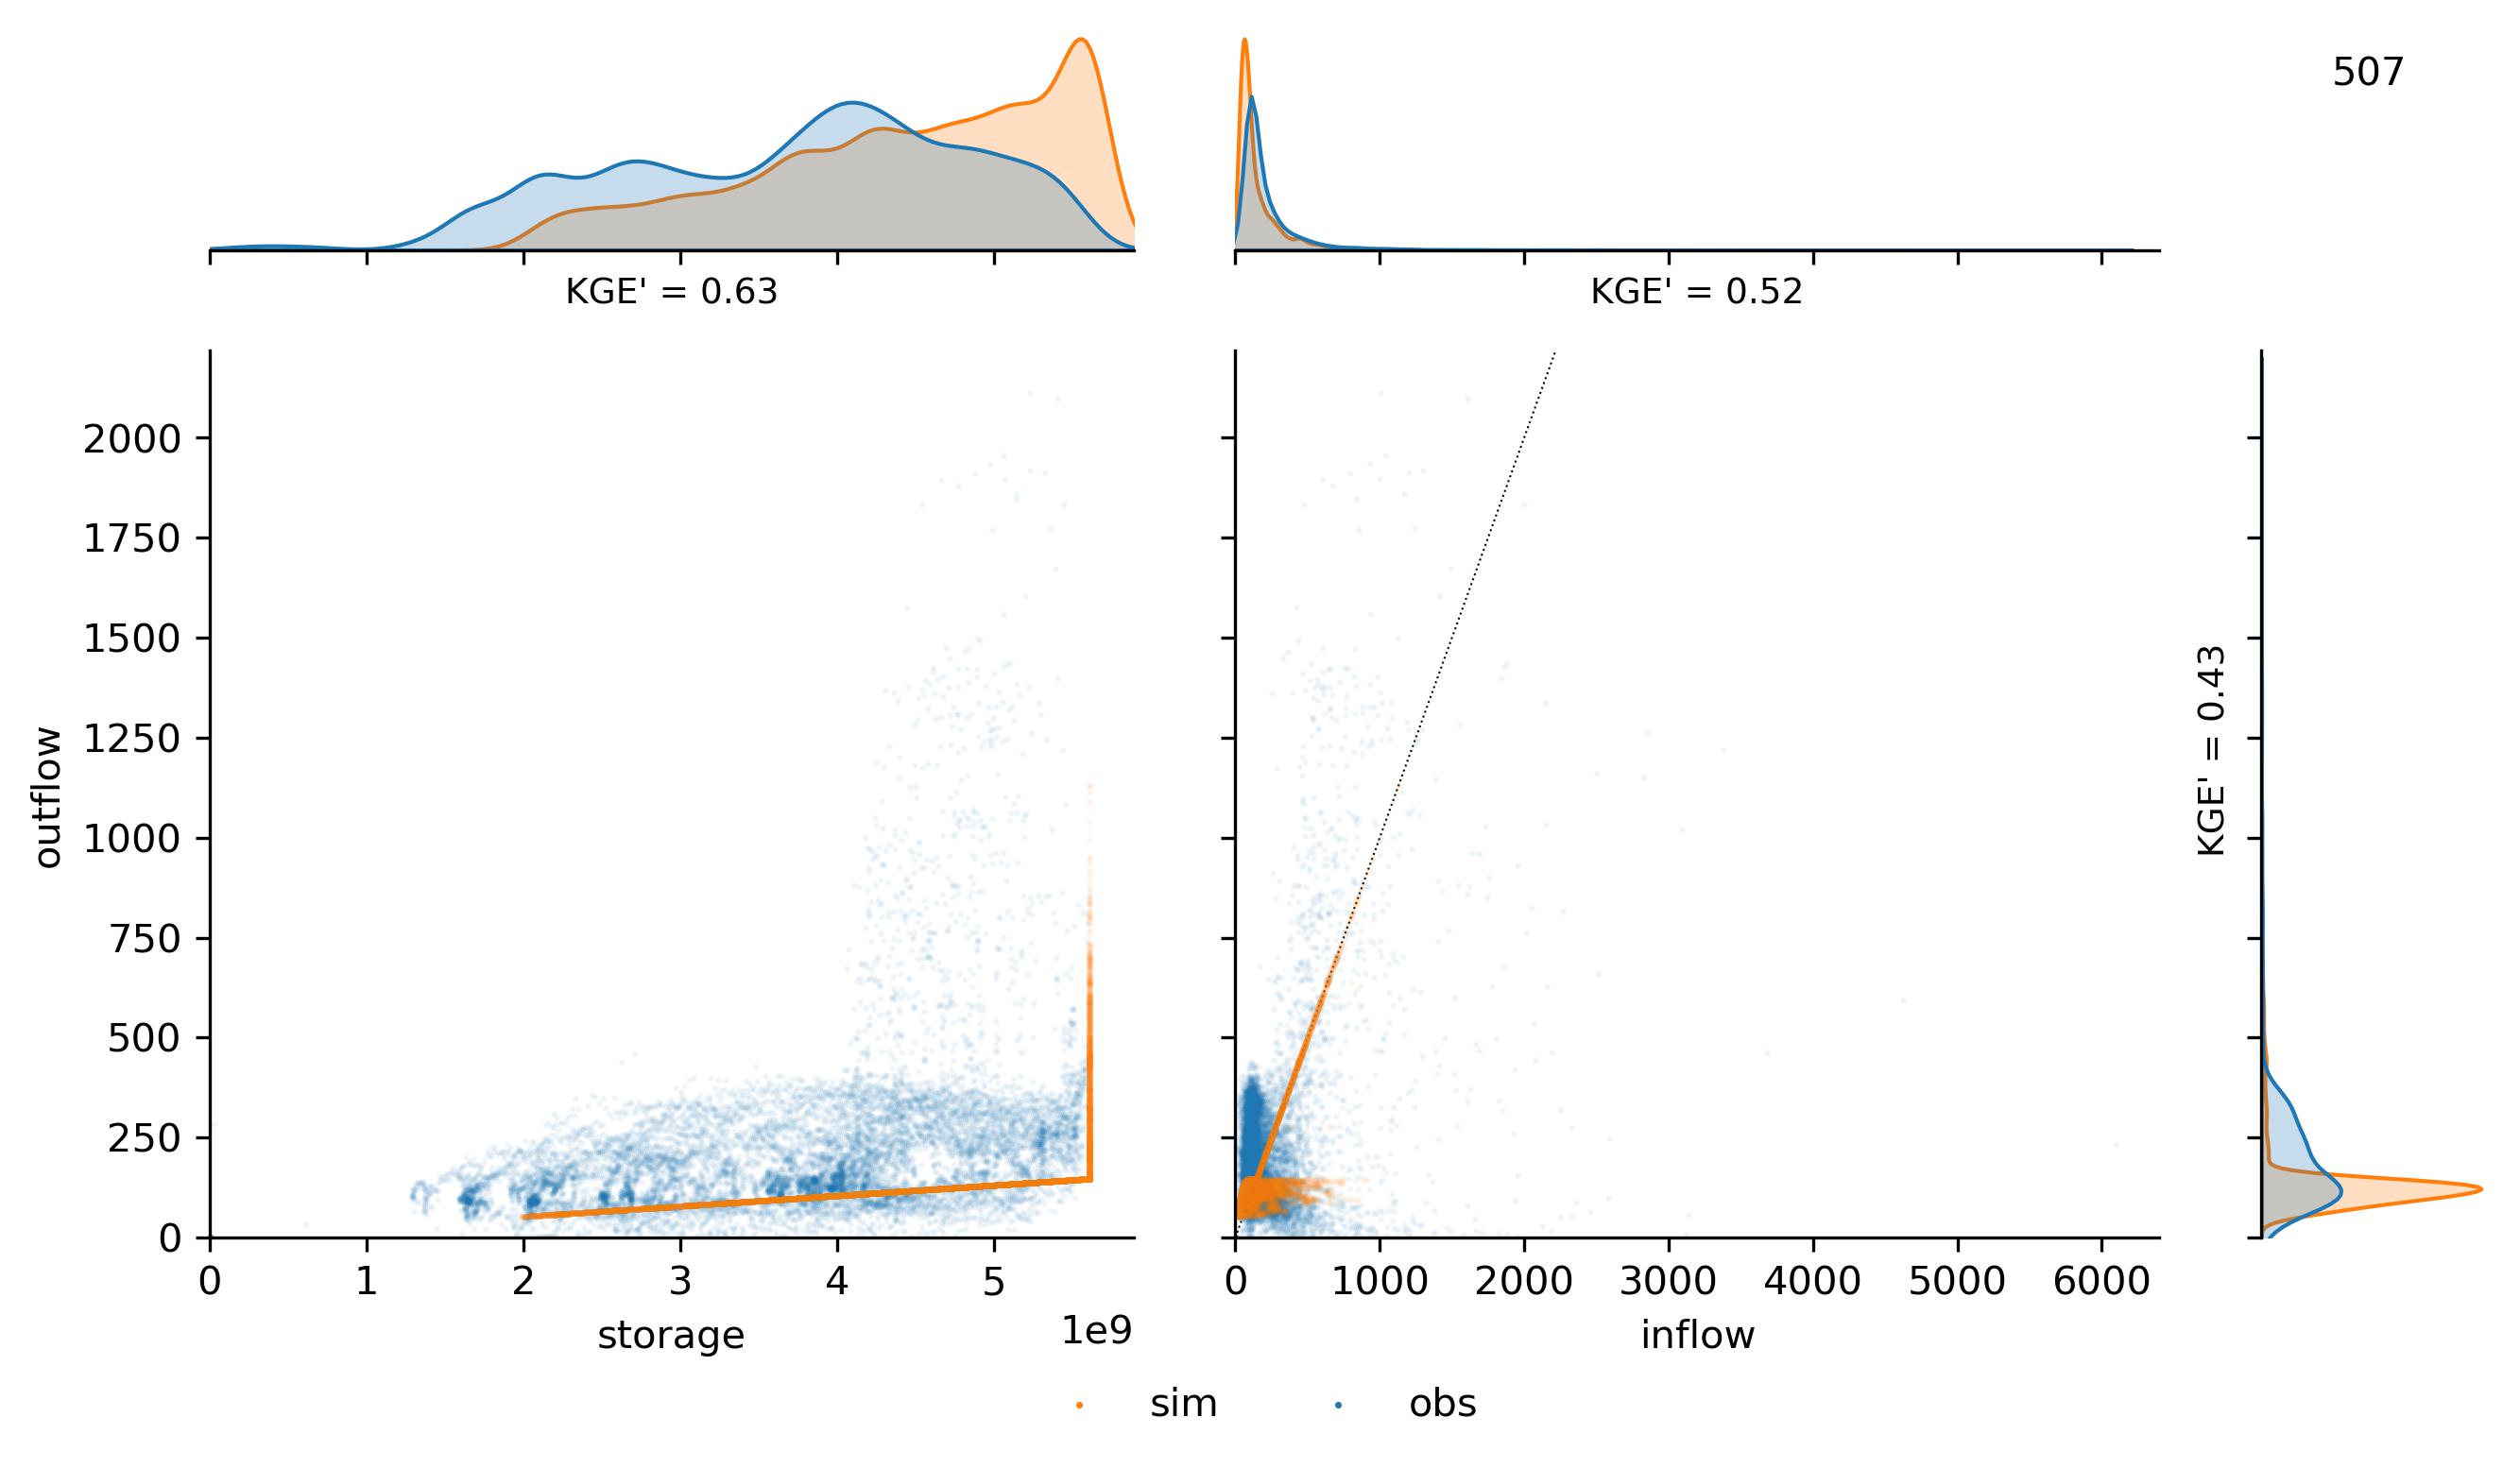 507
KGE' = 0.63
KGE' = 0.52
outflow
2000
1750
1500
1250
1000
750
500
250
0
KGE' = 0.43
0 1 2 3 4 5
1e9
storage
0 1000 2000 3000 4000 5000 6000
inflow
sim obs